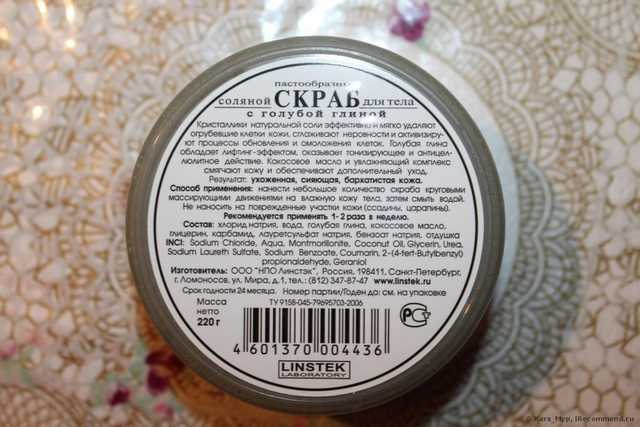 пастообразный
соляной СКРАБ для тела
с голубой глиной
Кристаллики натуральной соли эффективно и мягко удаляют
огрубевшие клетки кожи, сглаживают неровности и активизиру-
ют процессы обновления и омоложения клеток. Голубая глина
обладает лифтинг-эффектом, оказывает тонизирующее и антицел-
люлитное действие. Кокосовое масло и увлажняющий комплекс
смягчают кожу и обеспечивают дополнительный уход.
Результат: ухоженная, сияющая, бархатистая кожа.
Способ применения: нанести небольшое количество скраба круговыми
массирующими движениями на влажную кожу тела, затем смыть водой.
Не наносить на поврежденные участки кожи (ссадины, царапины).
Рекомендуется применять 1-2 раза в неделю.
Состав: хлорид натрия, вода, голубая глина, кокосовое масло,
глицерин, карбамид, лауретсульфат натрия, бензоат натрия, отдушка
INCI: Sodium Chloride, Aqua, Montmorillonite, Coconut Oil, Glycerin, Urea,
Sodium Laureth Sulfate, Sodium Benzoate, Coumarin, 2-(4-tert-Butylbenzyl)
propionaldehyde, Geraniol
Изготовитель: ООО "НПО Линстэк", Россия, 198411, Санкт-Петербург,
г. Ломоносов, ул. Мира, д.1, тел.: (812) 347-87-47 www.linstek.ru
Срок годности 24 месяца. Номер партии/Годен до: см. на упаковке
Масса ТУ 9158-045-79695703-2006
нетто
220 г
РСТ
4 601370 004436
LINSTEK
LABORATORY
© Kura_Myp, IRecommend.ru